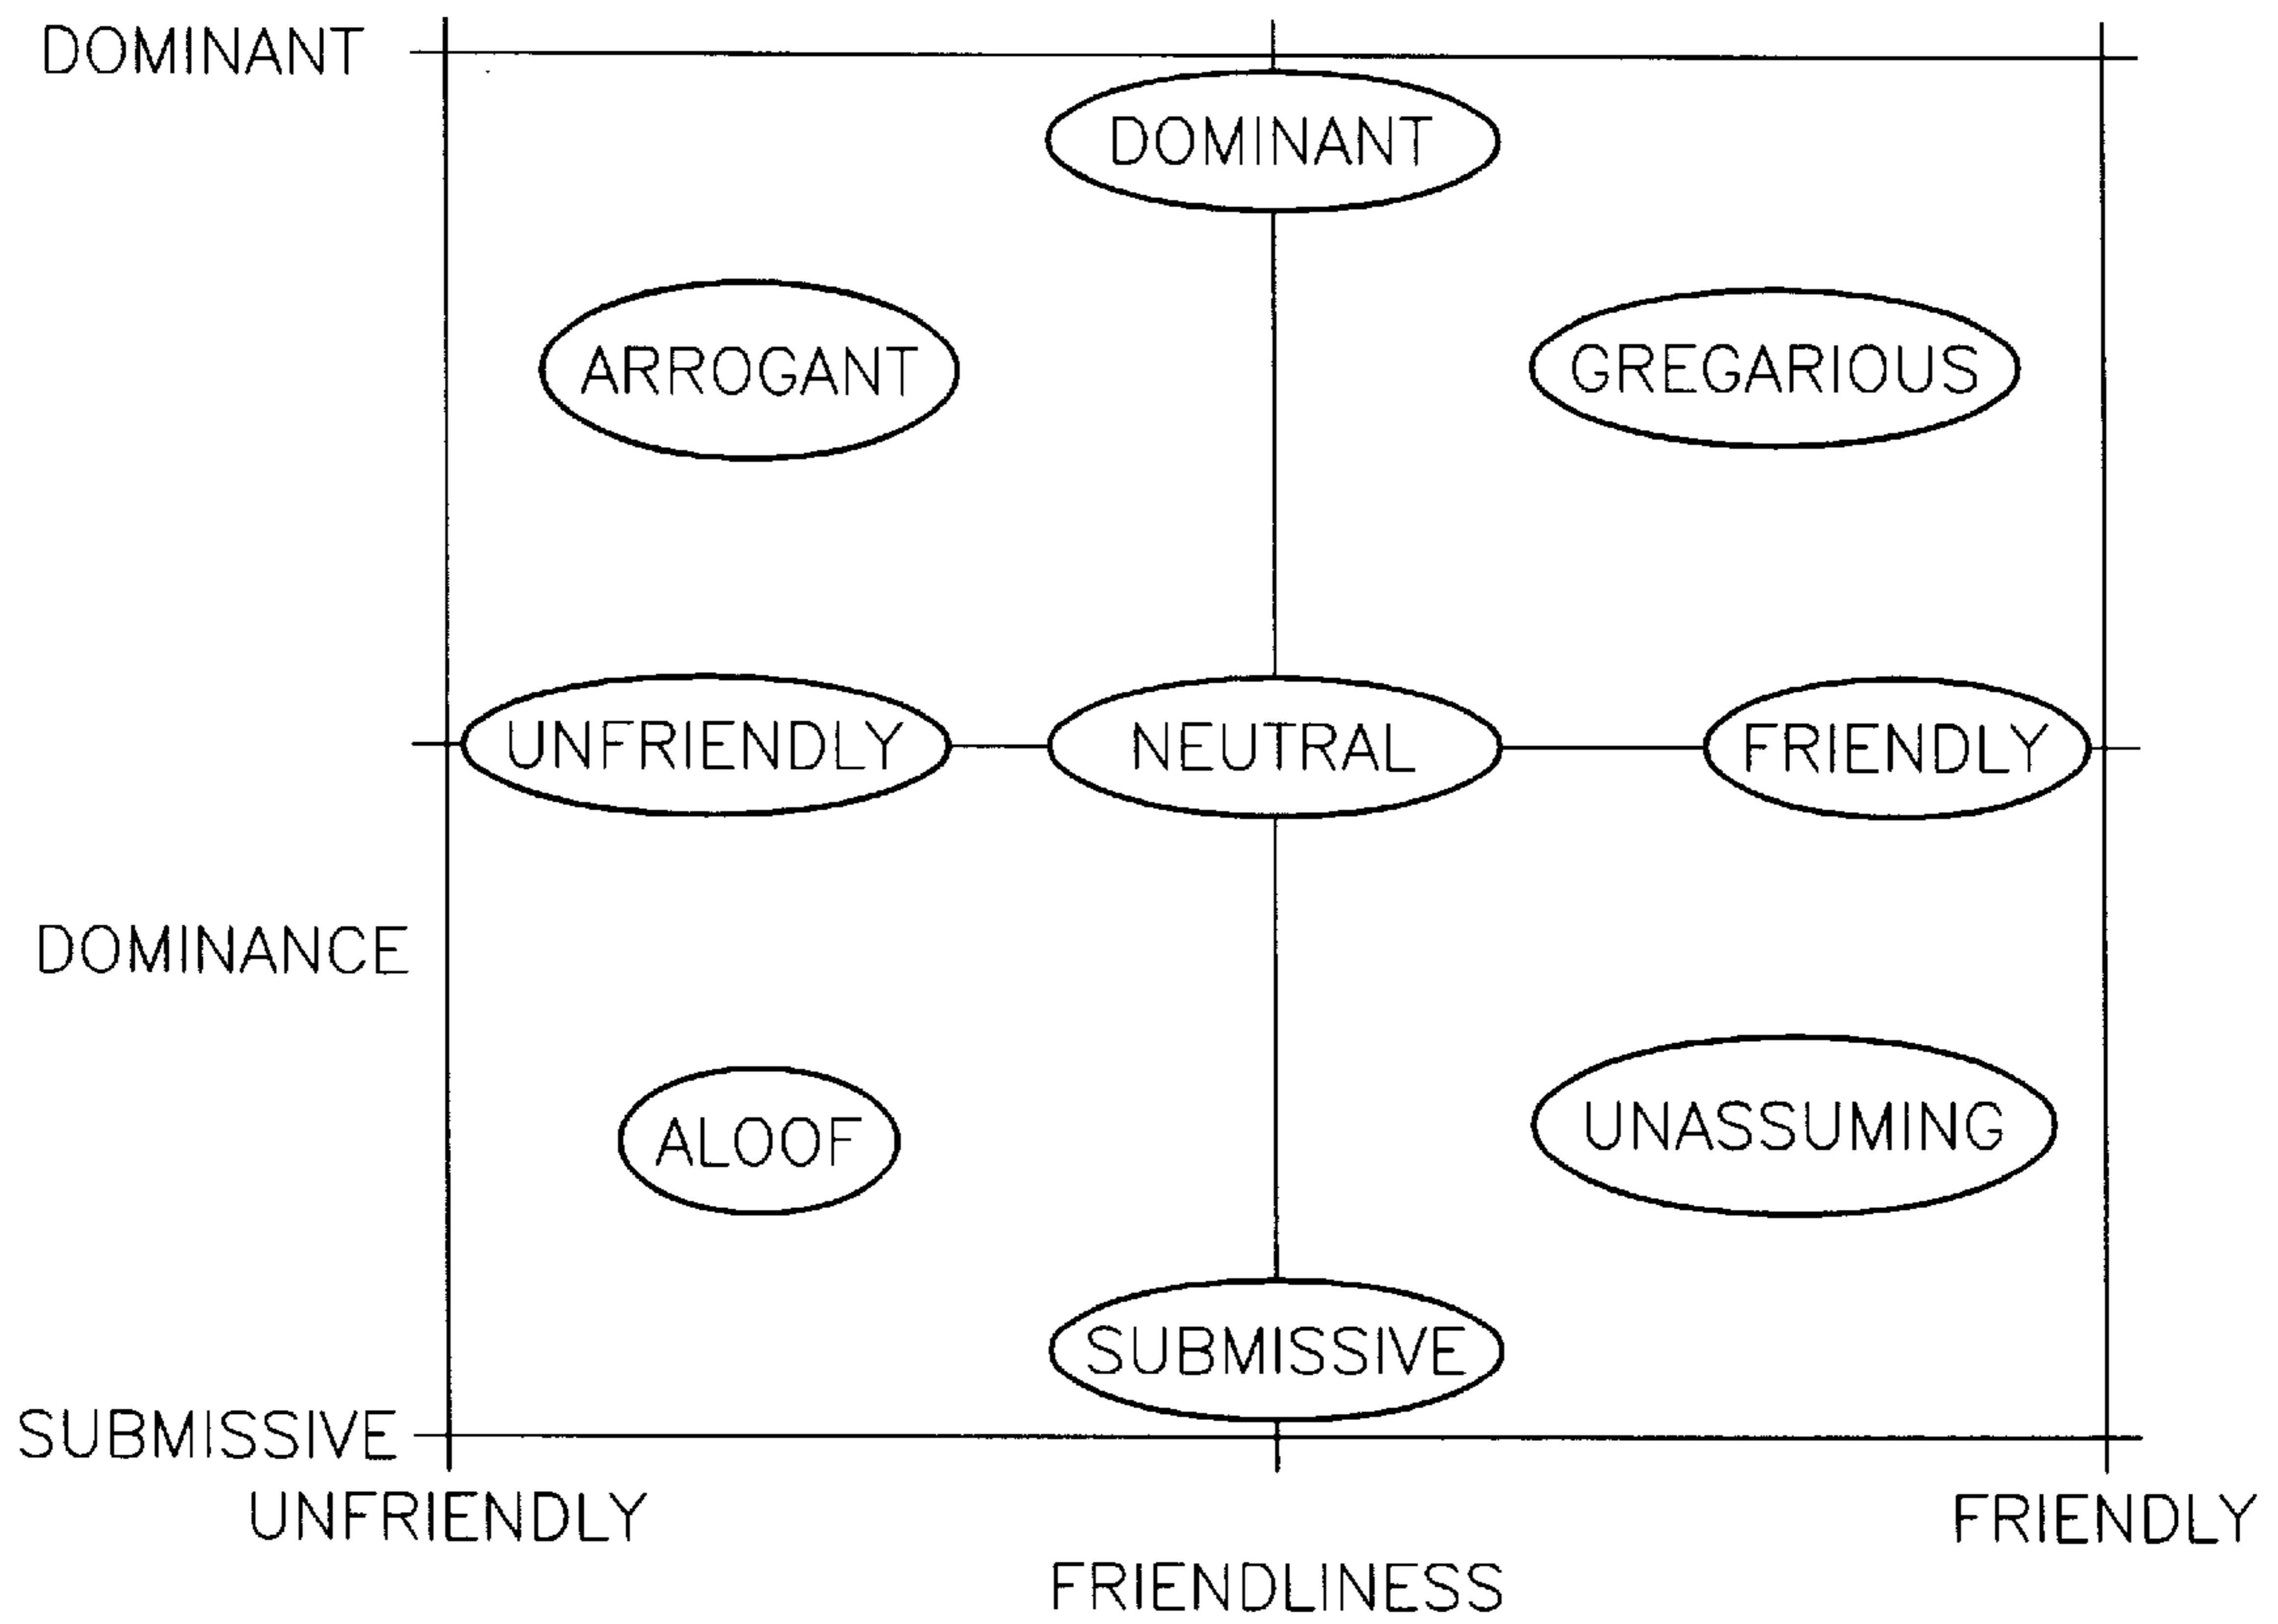 DOMINANT
DOMINANT
ARROGANT
GREGARIOUS
UNFRIENDLY
NEUTRAL
FRIENDLY
DOMINANCE
ALOOF
UNASSUMING
SUBMISSIVE
SUBMISSIVE
UNFRIENDLY
FRIENDLY
FRIENDLINESS